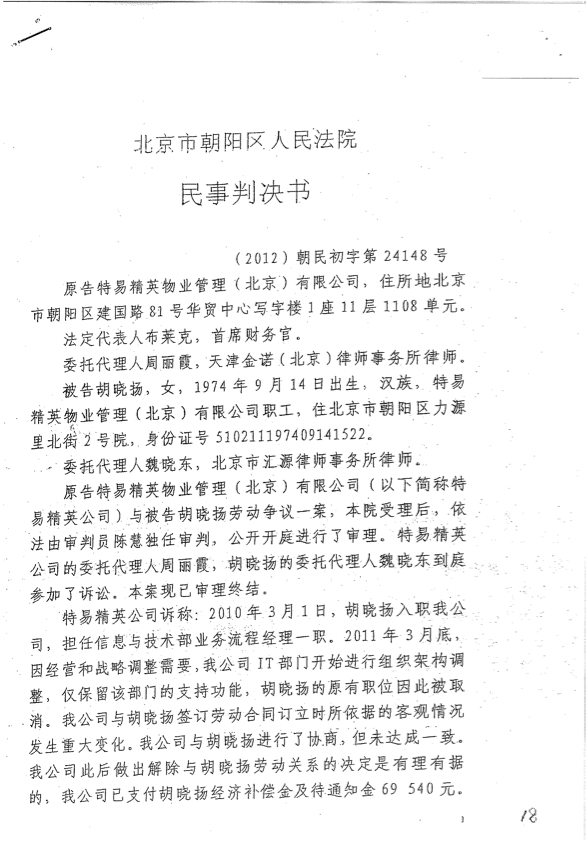 北京市朝阳区人民法院
民事判决书
（2012）朝民初字第 24148 号
原告特易精英物业管理（北京）有限公司，住所地北京
市朝阳区建国路 81 号华贸中心写字楼 1 座 11 层 1108 单元。
法定代表人布莱克，首席财务官。
委托代理人周丽霞，天津金诺（北京）律师事务所律师。
被告胡晓扬，女，1974 年 9 月 14 日出生，汉族，特易
精英物业管理（北京）有限公司职工，住北京市朝阳区力源
里北街 2 号院，身份证号 510211197409141522。
委托代理人魏晓东，北京市汇源律师事务所律师。
原告特易精英物业管理（北京）有限公司（以下简称特
易精英公司）与被告胡晓扬劳动争议一案，本院受理后，依
法由审判员陈慧独任审判，公开开庭进行了审理。特易精英
公司的委托代理人周丽霞，胡晓扬的委托代理人魏晓东到庭
参加了诉讼。本案现已审理终结。
特易精英公司诉称：2010 年 3 月 1 日，胡晓扬入职我公
司，担任信息与技术部业务流程经理一职。2011 年 3 月底，
因经营和战略调整需要，我公司 IT 部门开始进行组织架构调
整，仅保留该部门的支持功能，胡晓扬的原有职位因此被取
消。我公司与胡晓扬签订劳动合同订立时所依据的客观情况
发生重大变化。我公司与胡晓扬进行了协商，但未达成一致。
我公司此后做出解除与胡晓扬劳动关系的决定是有理有据
的，我公司已支付胡晓扬经济补偿金及待通知金 69 540 元。
1
18